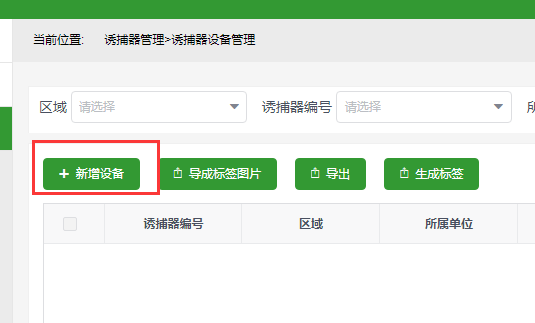 当前位置: 诱捕器管理>诱捕器设备管理
区域 请选择 诱捕器编号 请选择
新增设备 导成标签图片 导出 生成标签
诱捕器编号 区域 所属单位